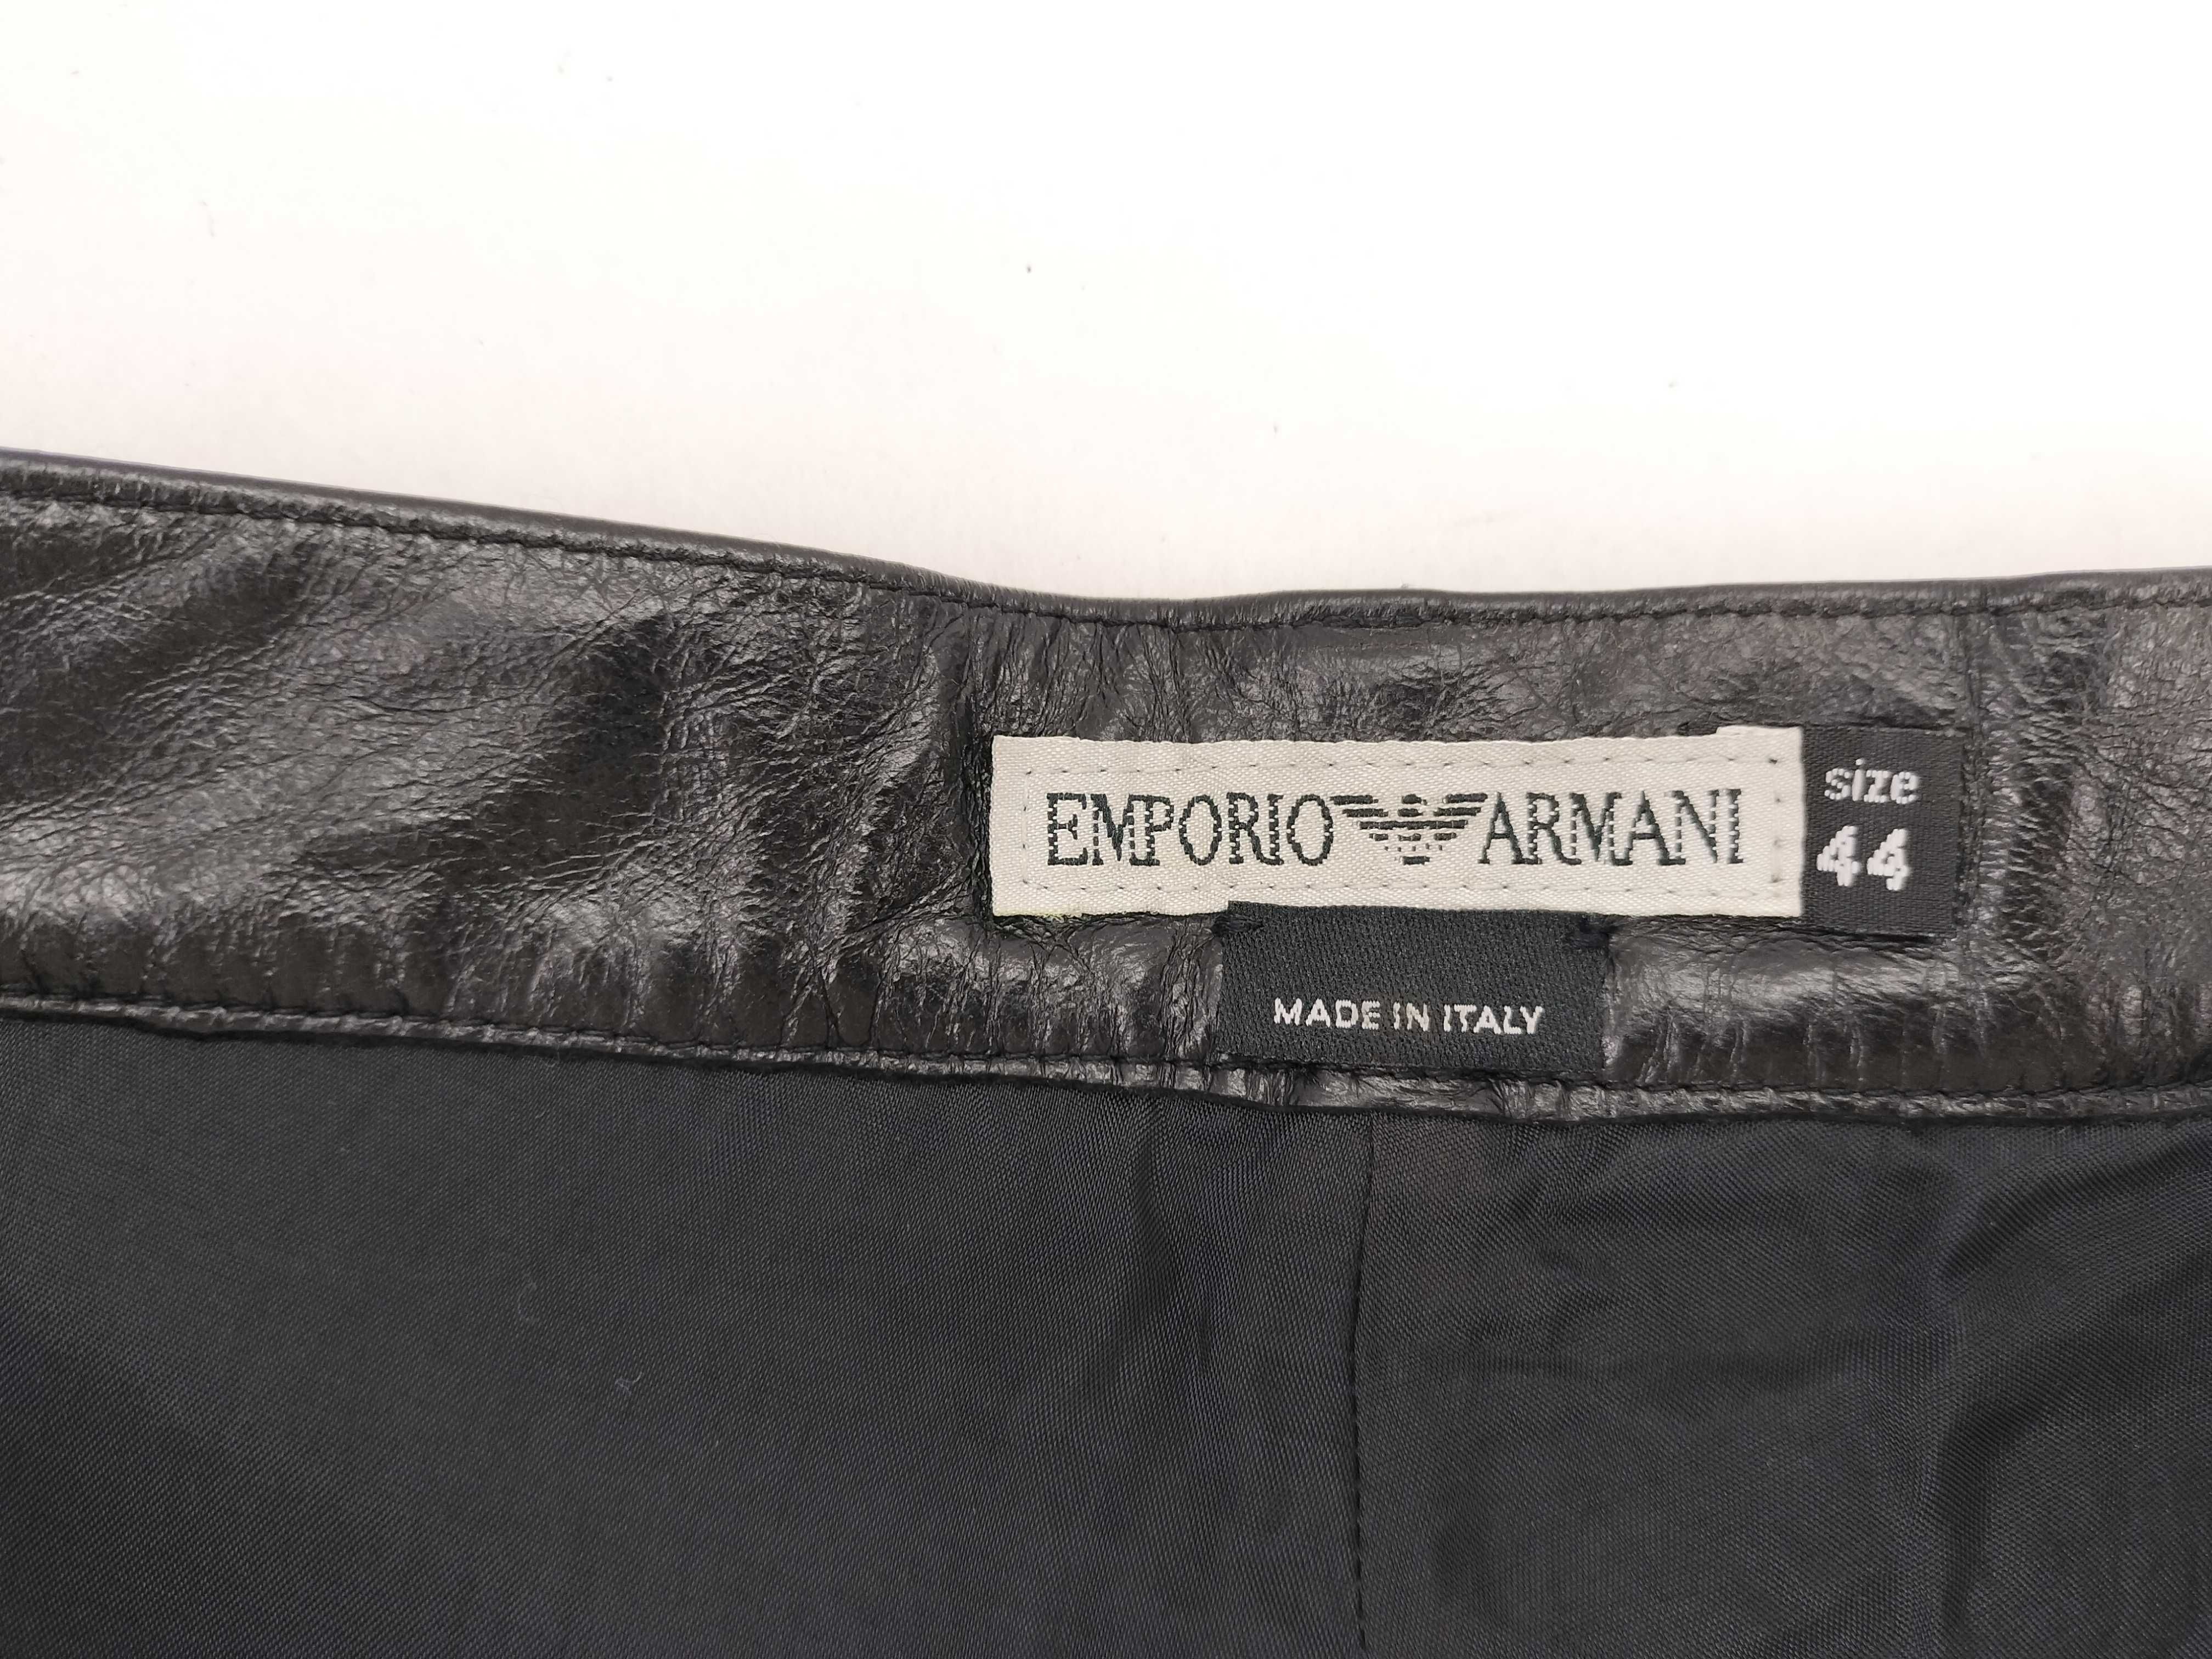 EMPORIO ARMANI
size
44
MADE IN ITALY